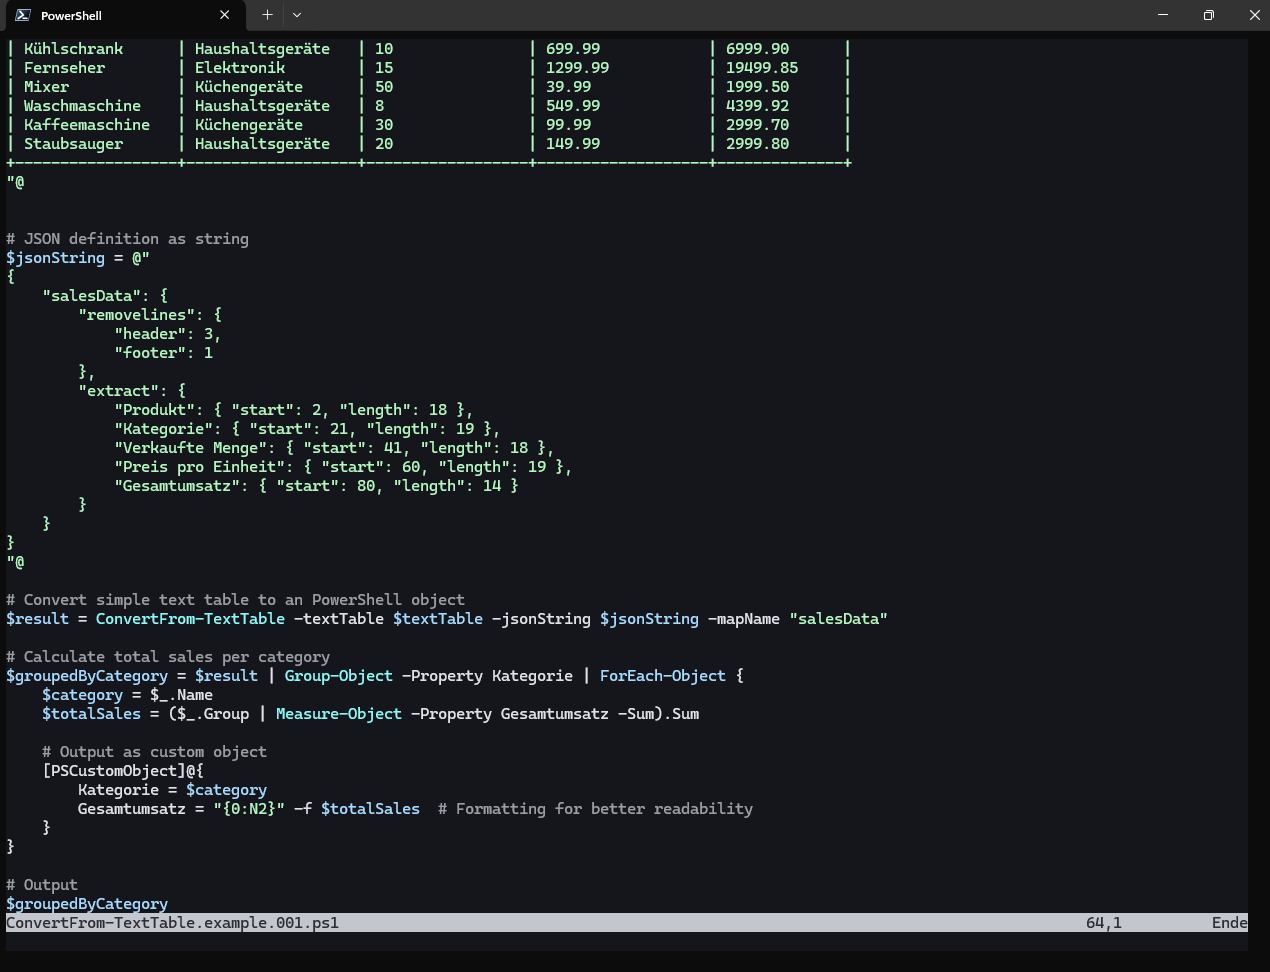 PowerShell
| Kühlschrank      | Haushaltsgeräte   | 10               | 699.99            | 6999.90      |
| Fernseher        | Elektronik        | 15               | 1299.99           | 19499.85     |
| Mixer            | Küchengeräte      | 50               | 39.99             | 1999.50      |
| Waschmaschine    | Haushaltsgeräte   | 8                | 549.99            | 4399.92      |
| Kaffeemaschine   | Küchengeräte      | 30               | 99.99             | 2999.70      |
| Staubsauger      | Haushaltsgeräte   | 20               | 149.99            | 2999.80      |
+------------------+-------------------+------------------+-------------------+--------------+
"@
# JSON definition as string
$jsonString = @"
{
    "salesData": {
        "removelines": {
            "header": 3,
            "footer": 1
        },
        "extract": {
            "Produkt": { "start": 2, "length": 18 },
            "Kategorie": { "start": 21, "length": 19 },
            "Verkaufte Menge": { "start": 41, "length": 18 },
            "Preis pro Einheit": { "start": 60, "length": 19 },
            "Gesamtumsatz": { "start": 80, "length": 14 }
        }
    }
}
"@
# Convert simple text table to an PowerShell object
$result = ConvertFrom-TextTable -textTable $textTable -jsonString $jsonString -mapName "salesData"
# Calculate total sales per category
$groupedByCategory = $result | Group-Object -Property Kategorie | ForEach-Object {
    $category = $_.Name
    $totalSales = ($_.Group | Measure-Object -Property Gesamtumsatz -Sum).Sum
    # Output as custom object
    [PSCustomObject]@{
        Kategorie = $category
        Gesamtumsatz = "{0:N2}" -f $totalSales  # Formatting for better readability
    }
}
# Output
$groupedByCategory
ConvertFrom-TextTable.example.001.ps1 64,1 Ende